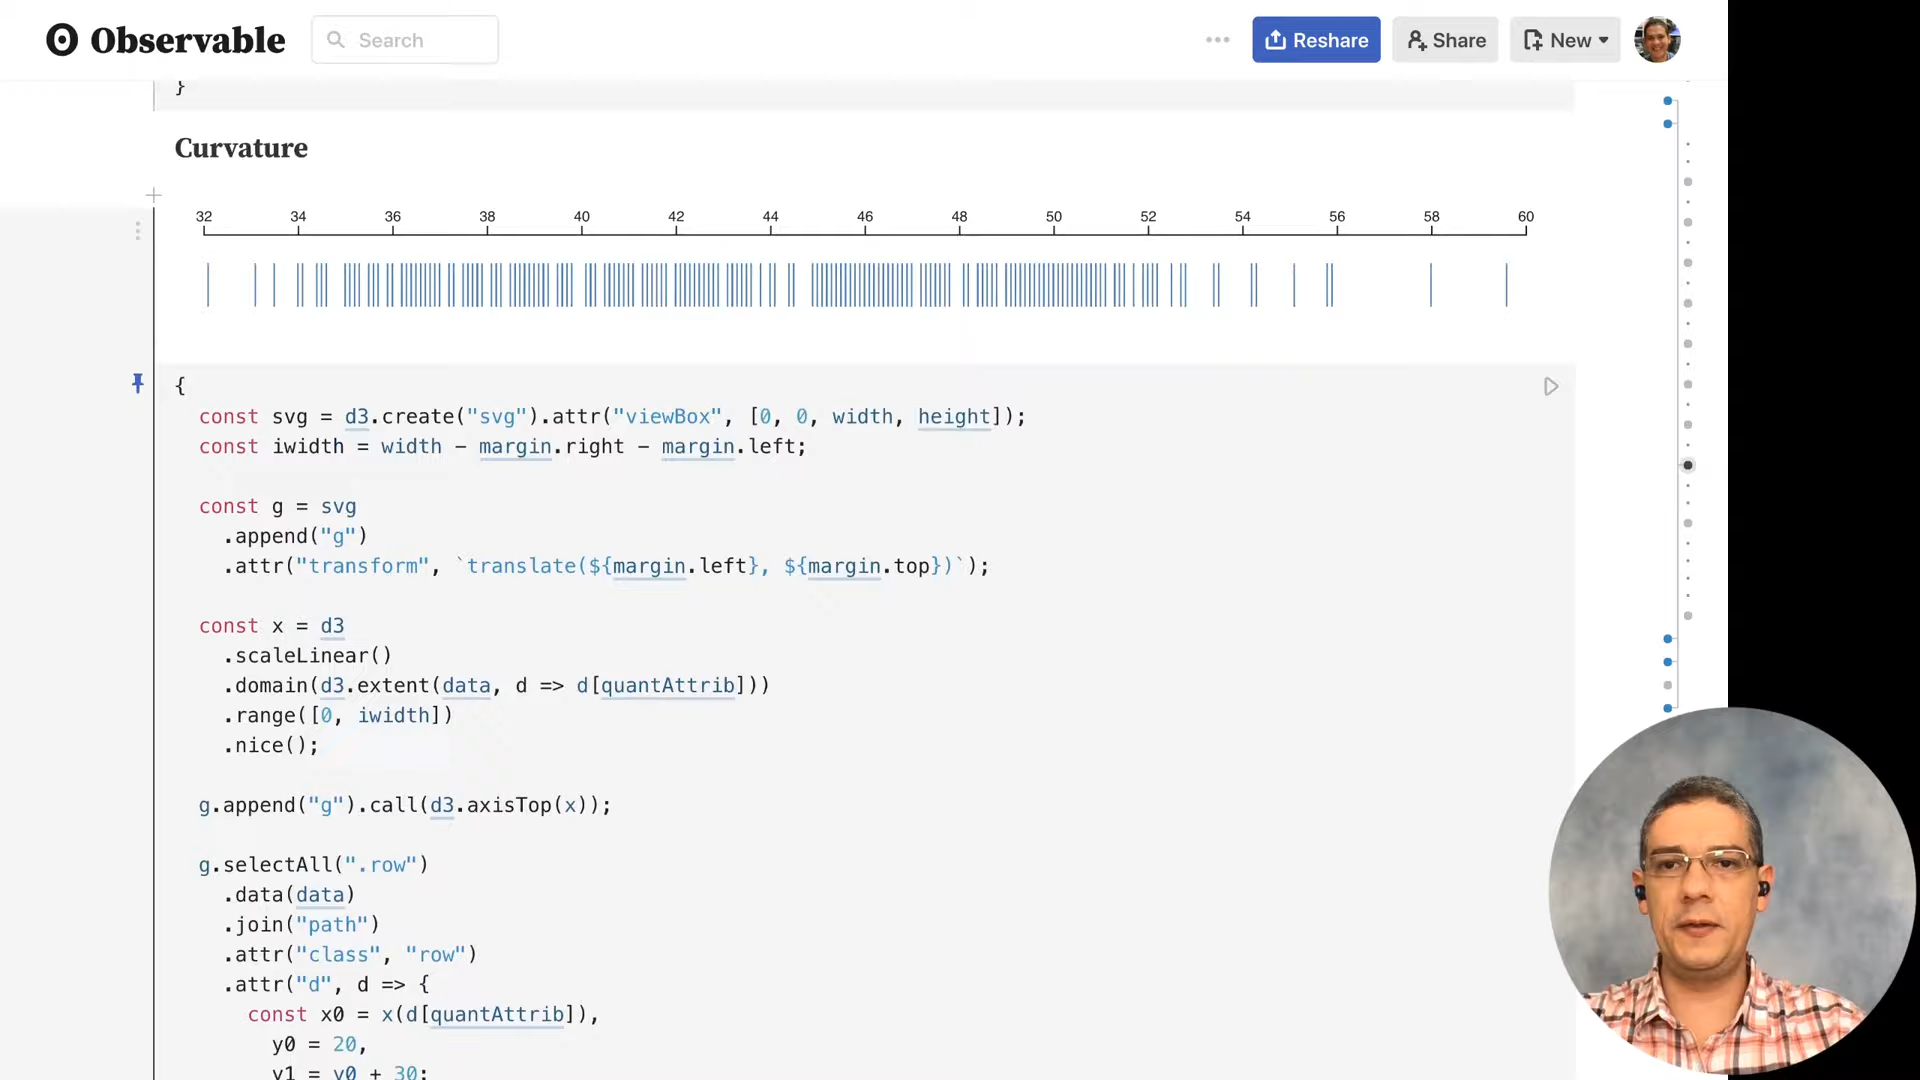 Observable
Search
Reshare
Share
New
}
Curvature
32 34 36 38 40 42 44 46 48 50 52 54 56 58 60
{
const svg = d3.create("svg").attr("viewBox", [0, 0, width, height]);
const iwidth = width - margin.right - margin.left;
const g = svg
.append("g")
.attr("transform", `translate(${margin.left}, ${margin.top})`);
const x = d3
.scaleLinear()
.domain(d3.extent(data, d => d[quantAttrib]))
.range([0, iwidth])
.nice();
g.append("g").call(d3.axisTop(x));
g.selectAll(".row")
.data(data)
.join("path")
.attr("class", "row")
.attr("d", d => {
const x0 = x(d[quantAttrib]),
y0 = 20,
y1 = y0 + 30;